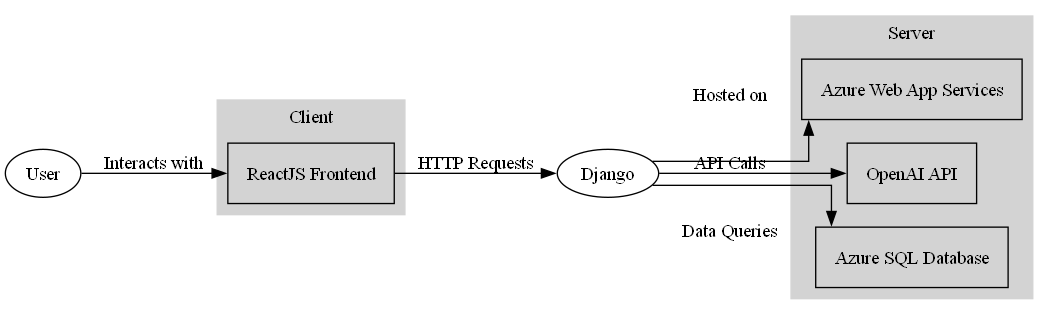 Server
Azure Web App Services
Hosted on
Client
User
Interacts with
ReactJS Frontend
HTTP Requests
Django
API Calls
OpenAI API
Data Queries
Azure SQL Database